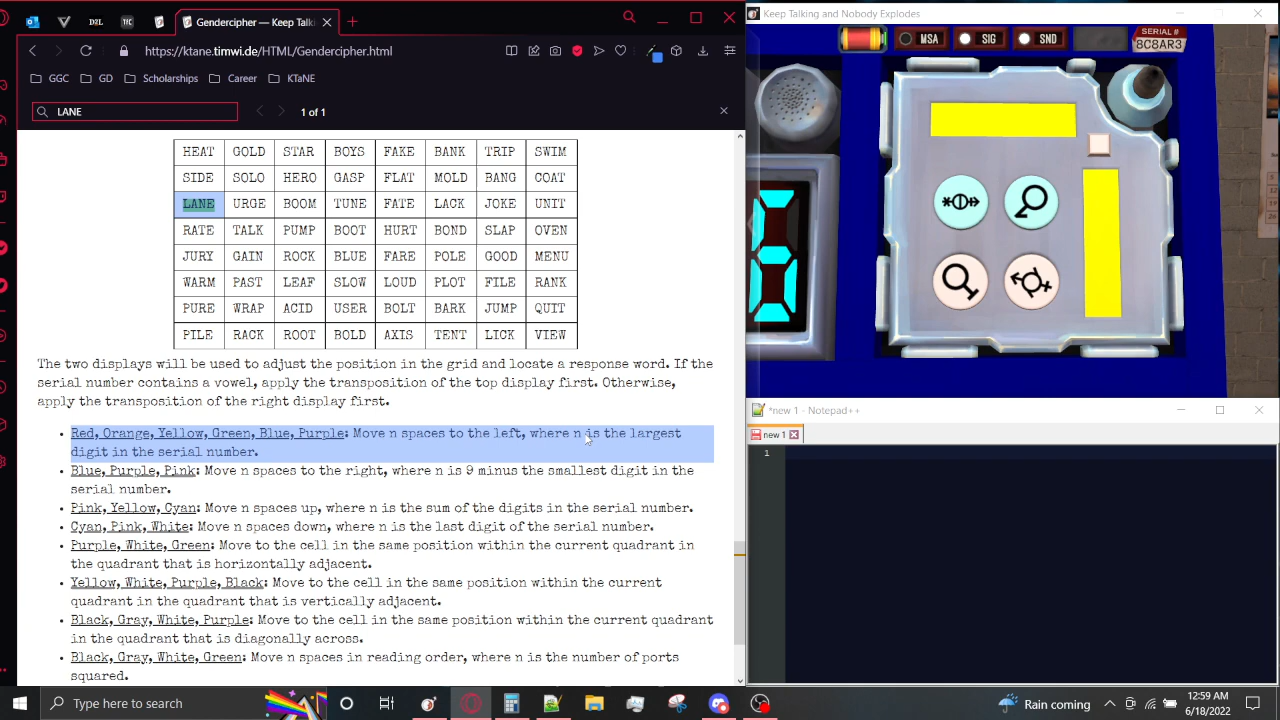 Gendercipher — Keep Talki
https://ktane.timwi.de/HTML/Gendercipher.html
GGC GD Scholarships Career KTaNE
LANE
1 of 1
HEAT GOLD STAR BOYS FAKE BANK TRIP SWIM
SIDE SOLO HERO GASP FLAT MOLD BANG COAT
LANE URGE BOOM TUNE FATE LACK JOKE UNIT
RATE TALK PUMP BOOT HURT BOND SLAP OVEN
JURY GAIN ROCK BLUE FARE POLE GOOD MENU
WARM PAST LEAF SLOW LOUD PLOT FILE RANK
PURE WRAP ACID USER BOLT BARK JUMP QUIT
PILE RACK ROOT BOLD AXIS TENT LICK VIEW
The two displays will be used to adjust the position in the grid and locate a response word. If the
serial number contains a vowel, apply the transposition of the top display first. Otherwise,
apply the transposition of the right display first.
Red, Orange, Yellow, Green, Blue, Purple: Move n spaces to the left, where n is the largest
digit in the serial number.
Blue, Purple, Pink: Move n spaces to the right, where n is 9 minus the smallest digit in the
serial number.
Pink, Yellow, Cyan: Move n spaces up, where n is the sum of the digits in the serial number.
Cyan, Pink, White: Move n spaces down, where n is the last digit of the serial number.
Purple, White, Green: Move to the cell in the same position within the current quadrant in
the quadrant that is horizontally adjacent.
Yellow, White, Purple, Black: Move to the cell in the same position within the current
quadrant in the quadrant that is vertically adjacent.
Black, Gray, White, Purple: Move to the cell in the same position within the current quadrant
in the quadrant that is diagonally across.
Black, Gray, White, Green: Move n spaces in reading order, where n is the number of ports
squared.
Keep Talking and Nobody Explodes
MSA SIG SND
SERIAL #
8C8AR3
*new 1 - Notepad++
new 1
1
Type here to search
Rain coming
12:59 AM
6/18/2022